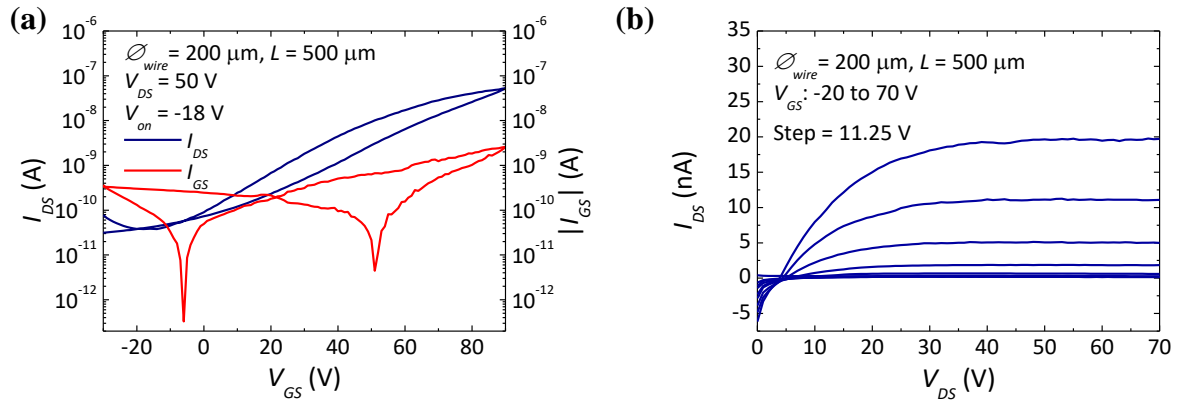 (a)
10⁻⁶
10⁻⁷
10⁻⁸
10⁻⁹
10⁻¹⁰
10⁻¹¹
10⁻¹²
I_DS (A)
∅_wire = 200 μm, L = 500 μm
V_DS = 50 V
V_on = -18 V
I_DS
I_GS
10⁻⁶
10⁻⁷
10⁻⁸
10⁻⁹
10⁻¹⁰
10⁻¹¹
10⁻¹²
|I_GS| (A)
-20 0 20 40 60 80
V_GS (V)
(b)
35
30
25
20
15
10
5
0
-5
I_DS (nA)
∅_wire = 200 μm, L = 500 μm
V_GS: -20 to 70 V
Step = 11.25 V
0 10 20 30 40 50 60 70
V_DS (V)